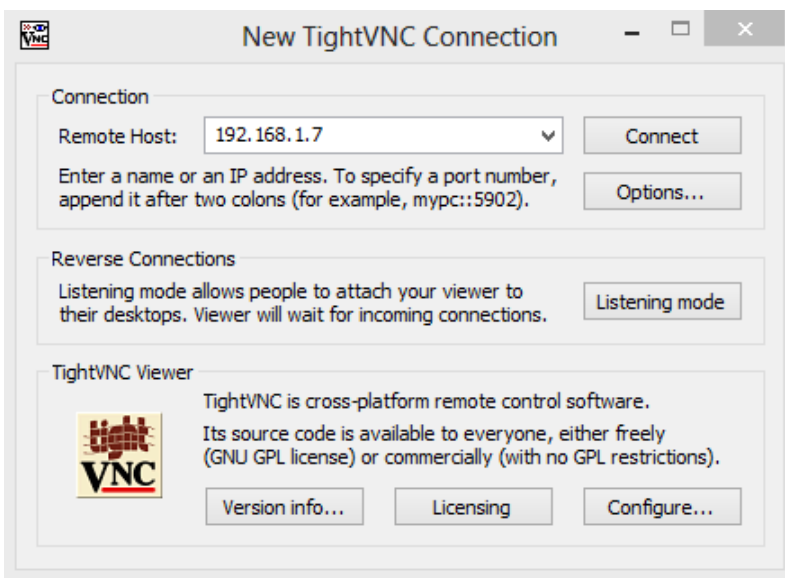 New TightVNC Connection
Connection
Remote Host: 192.168.1.7 Connect
Enter a name or an IP address. To specify a port number,
append it after two colons (for example, mypc::5902).
Options...
Reverse Connections
Listening mode allows people to attach your viewer to
their desktops. Viewer will wait for incoming connections.
Listening mode
TightVNC Viewer
tight
VNC
TightVNC is cross-platform remote control software.
Its source code is available to everyone, either freely
(GNU GPL license) or commercially (with no GPL restrictions).
Version info... Licensing Configure...